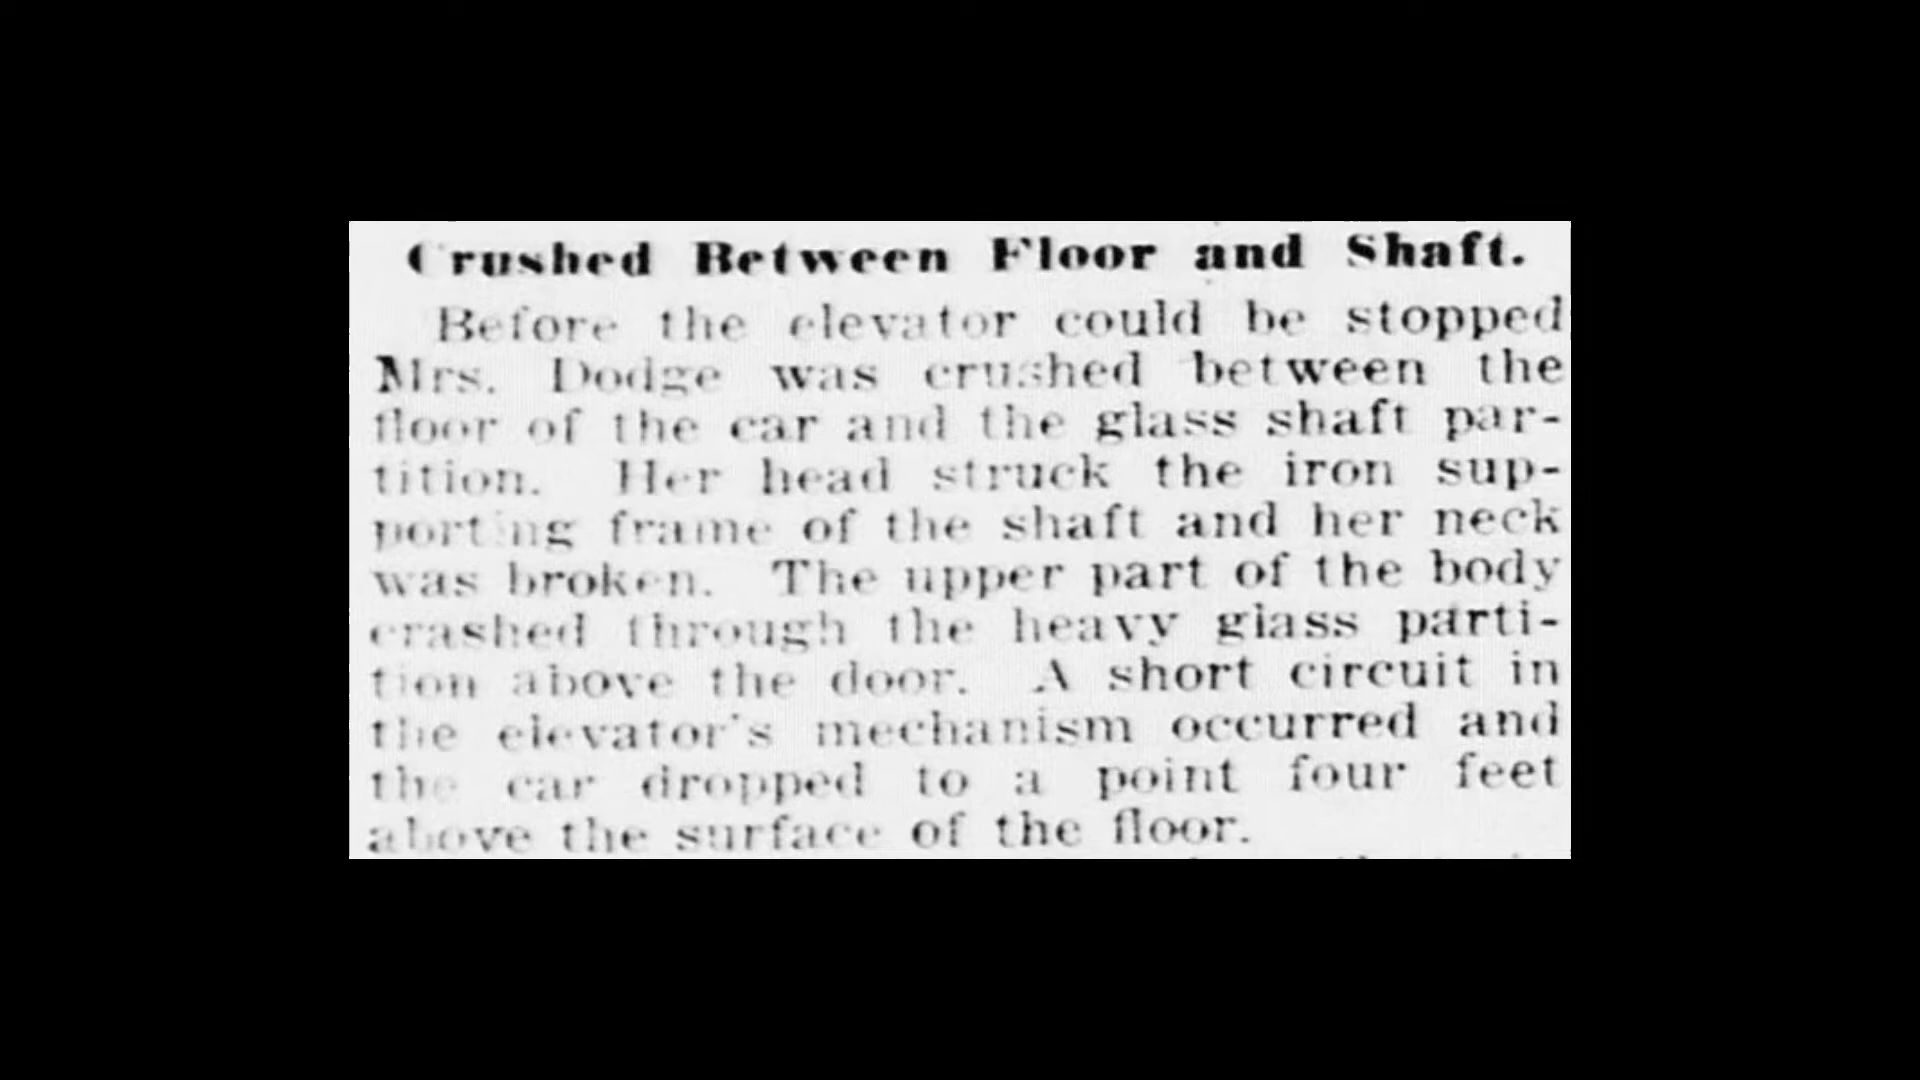 Crushed Between Floor and Shaft.
Before the elevator could be stopped
Mrs. Dodge was crushed between the
floor of the car and the glass shaft par-
tition. Her head struck the iron sup-
porting frame of the shaft and her neck
was broken. The upper part of the body
crashed through the heavy glass parti-
tion above the door. A short circuit in
the elevator's mechanism occurred and
the car dropped to a point four feet
above the surface of the floor.